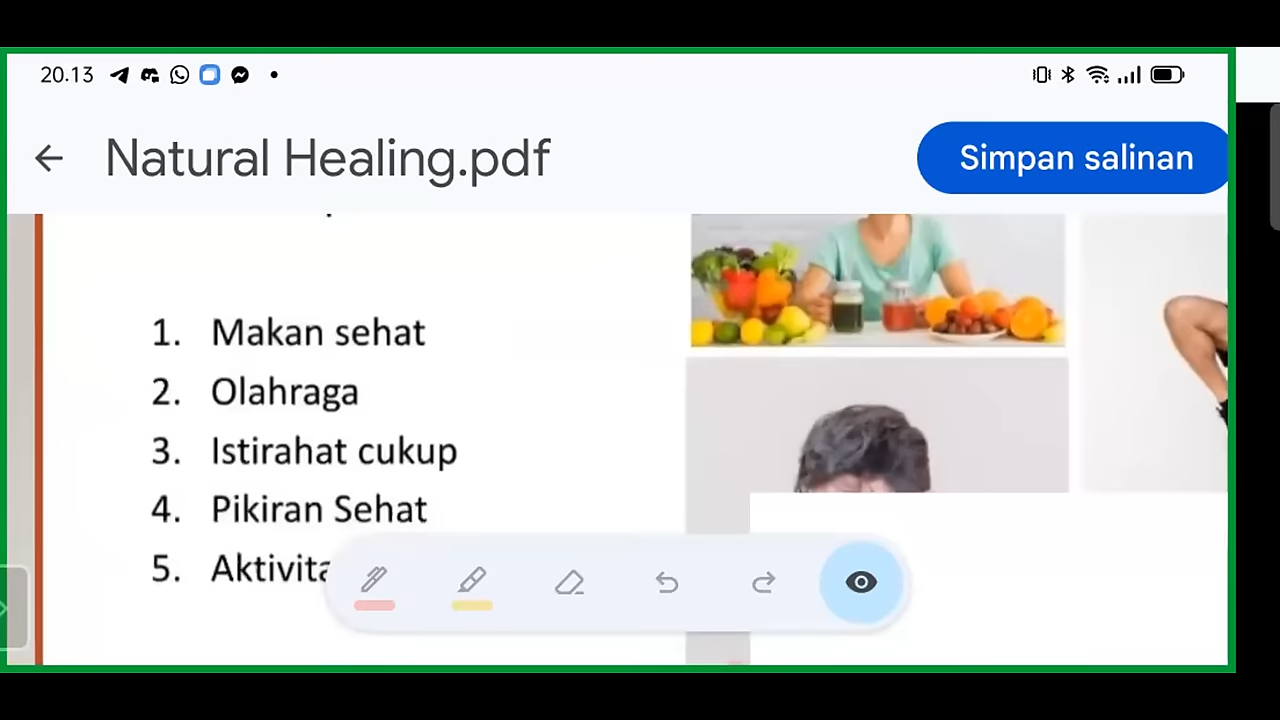 20.13
Natural Healing.pdf
Simpan salinan
1. Makan sehat
2. Olahraga
3. Istirahat cukup
4. Pikiran Sehat
5.